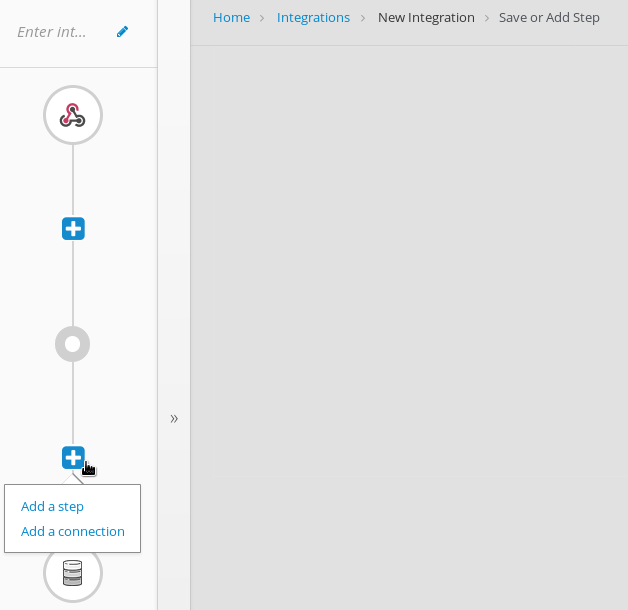 Enter int...
Home > Integrations > New Integration > Save or Add Step
»
Add a step
Add a connection